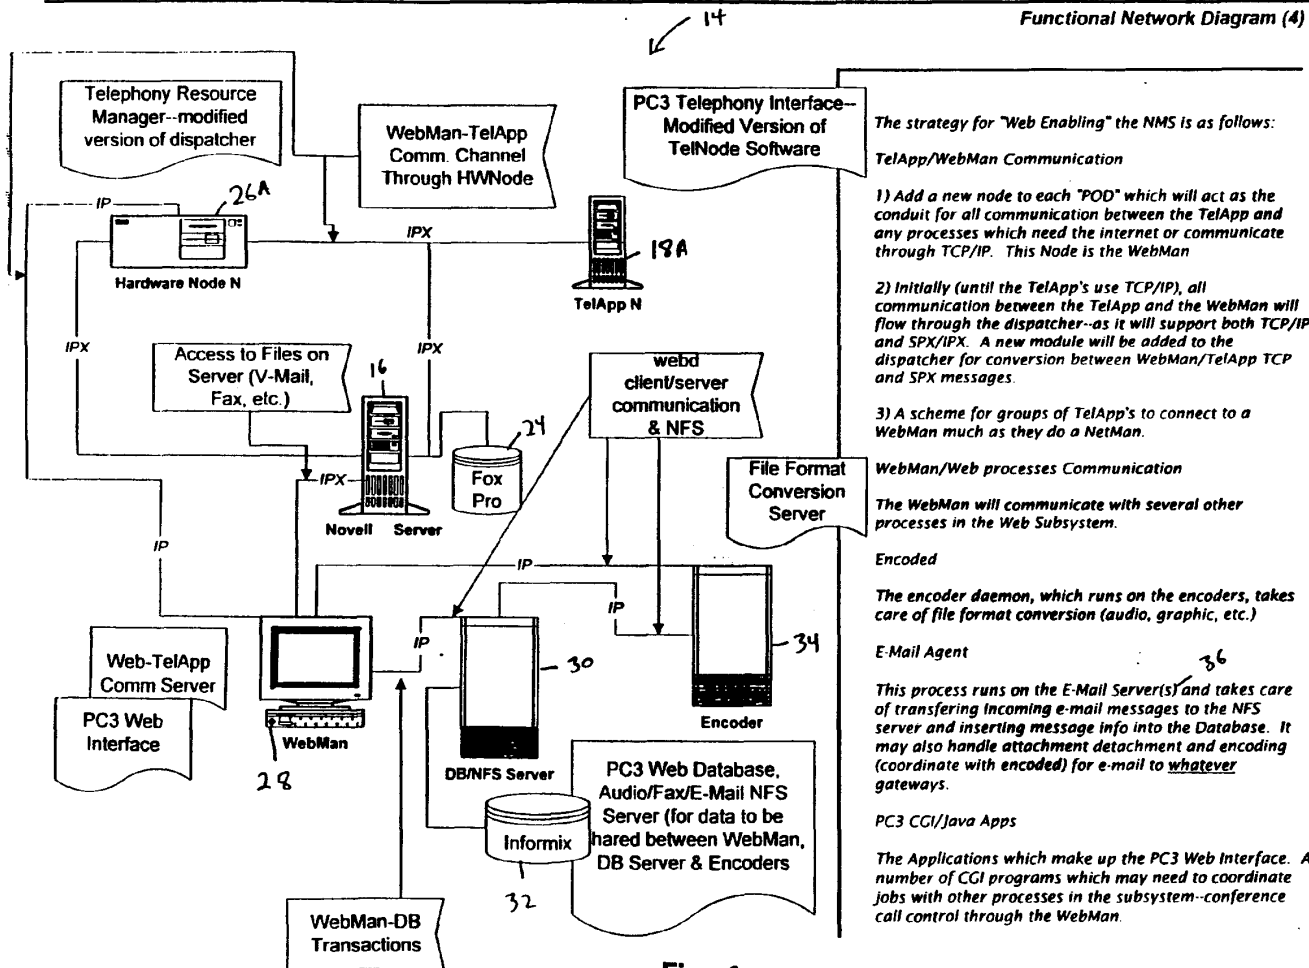 14
Functional Network Diagram (4)
Telephony Resource
Manager--modified
version of dispatcher
WebMan-TelApp
Comm. Channel
Through HWNode
PC3 Telephony Interface--
Modified Version of
TelNode Software
IP
26A
IPX
18A
Hardware Node N
TelApp N
IPX
Access to Files on
Server (V-Mail,
Fax, etc.)
16
IPX
webd
client/server
communication
& NFS
24
Fox
Pro
IPX
Novell Server
File Format
Conversion
Server
IP
IP
IP
IP
Web-TelApp
Comm Server
PC3 Web
Interface
WebMan
28
30
DB/NFS Server
34
Encoder
Informix
32
PC3 Web Database,
Audio/Fax/E-Mail NFS
Server (for data to be
hared between WebMan,
DB Server & Encoders
WebMan-DB
Transactions
The strategy for "Web Enabling" the NMS is as follows:
TelApp/WebMan Communication
1) Add a new node to each "POD" which will act as the
conduit for all communication between the TelApp and
any processes which need the internet or communicate
through TCP/IP. This Node is the WebMan
2) Initially (until the TelApp's use TCP/IP), all
communication between the TelApp and the WebMan will
flow through the dispatcher--as it will support both TCP/IP
and SPX/IPX. A new module will be added to the
dispatcher for conversion between WebMan/TelApp TCP
and SPX messages.
3) A scheme for groups of TelApp's to connect to a
WebMan much as they do a NetMan.
WebMan/Web processes Communication
The WebMan will communicate with several other
processes in the Web Subsystem.
Encoded
The encoder daemon, which runs on the encoders, takes
care of file format conversion (audio, graphic, etc.)
E-Mail Agent
36
This process runs on the E-Mail Server(s) and takes care
of transfering incoming e-mail messages to the NFS
server and inserting message info into the Database. It
may also handle attachment detachment and encoding
(coordinate with encoded) for e-mail to whatever
gateways.
PC3 CGI/Java Apps
The Applications which make up the PC3 Web Interface. A
number of CGI programs which may need to coordinate
jobs with other processes in the subsystem--conference
call control through the WebMan.